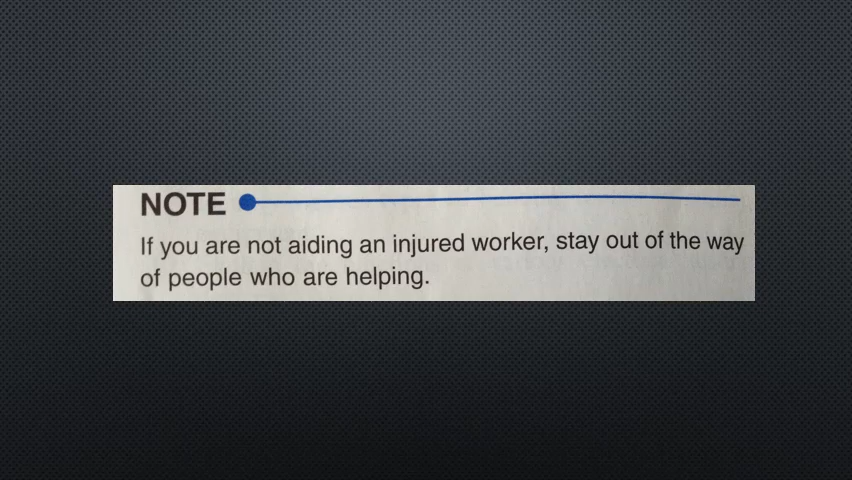 NOTE
If you are not aiding an injured worker, stay out of the way
of people who are helping.